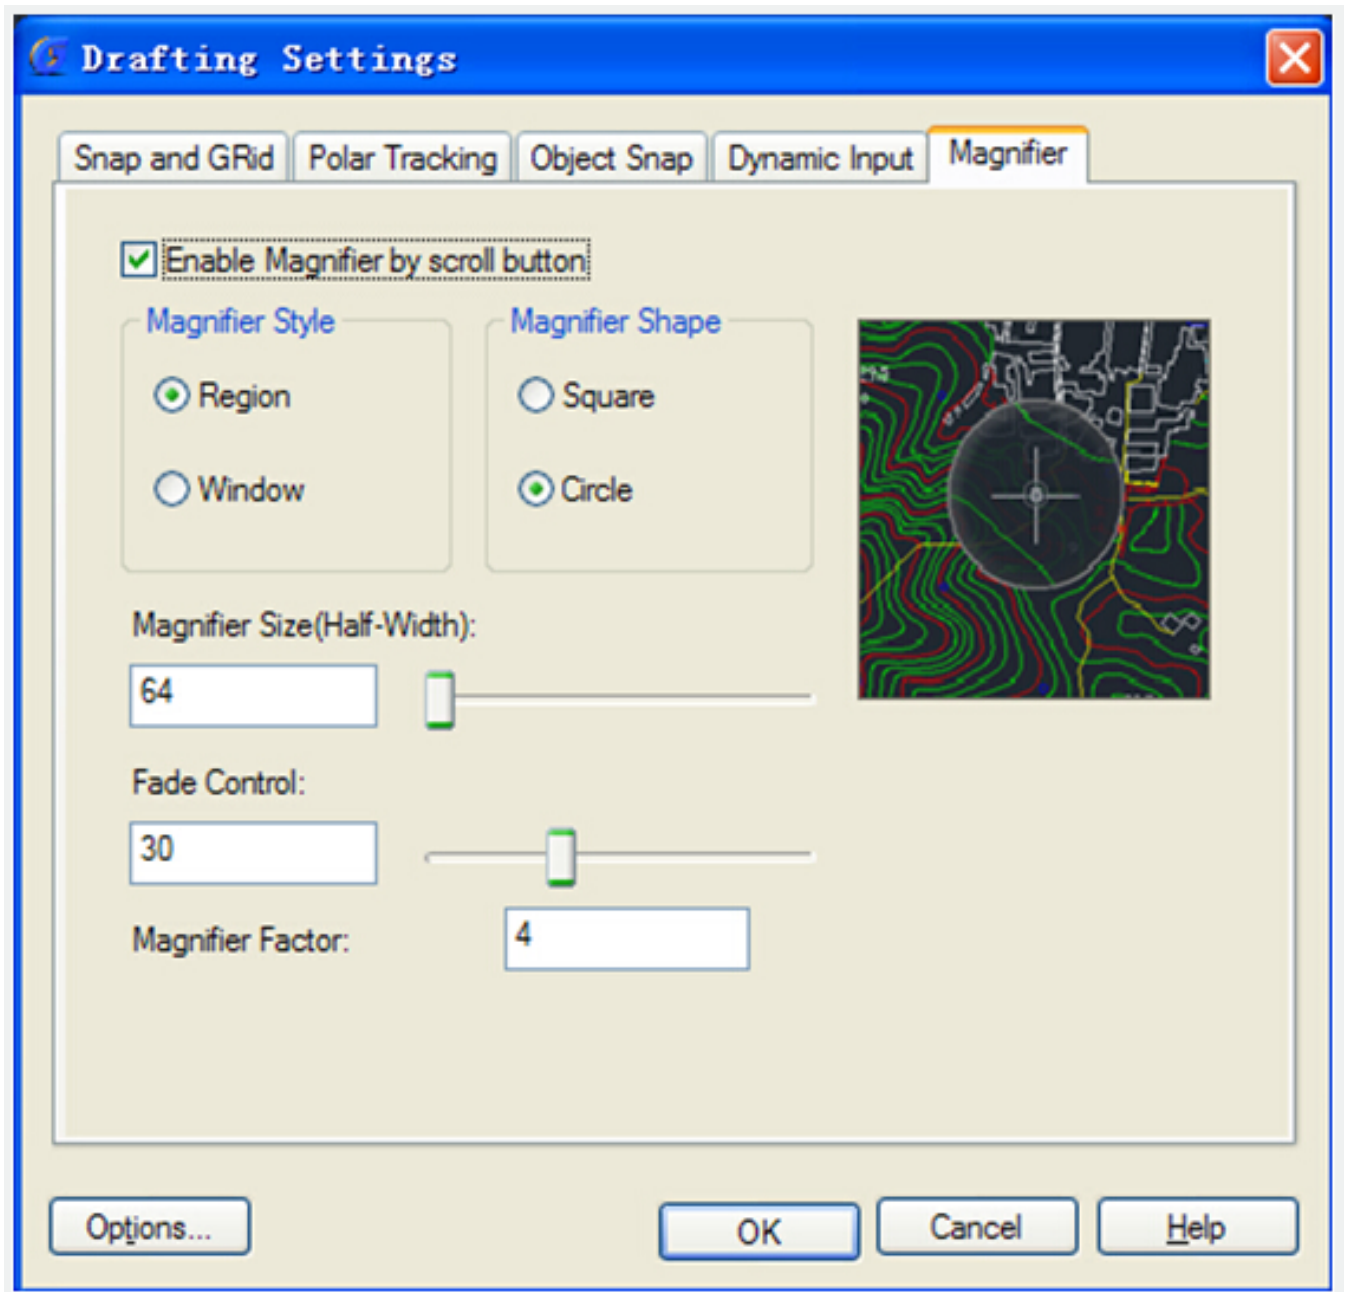 Drafting Settings
Snap and GRid Polar Tracking Object Snap Dynamic Input Magnifier
Enable Magnifier by scroll button
Magnifier Style Magnifier Shape
Region Square
Window Circle
Magnifier Size(Half-Width):
64
Fade Control:
30
Magnifier Factor: 4
Options... OK Cancel Help